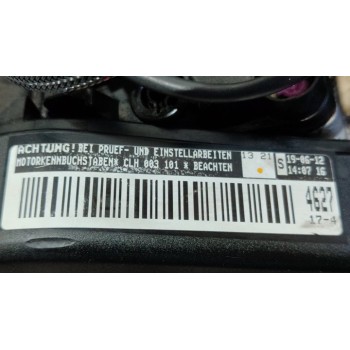 ACHTUNG! BEI PRUEF- UND EINSTELLARBEITEN
MOTORKENNBUCHSTABEN* CLH 003 101 * BEACHTEN
13 21
S
19-06-12
14:07 16
4627
17-4